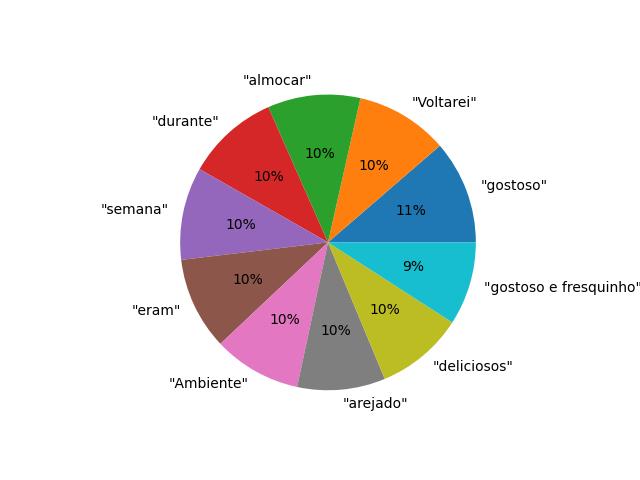 "almocar"
"durante"
"Voltarei"
10%
10%
10%
"gostoso"
10%
11%
"semana"
10%
9%
10%
"gostoso e fresquinho"
"eram"
10%
10%
10%
"deliciosos"
"Ambiente"
"arejado"